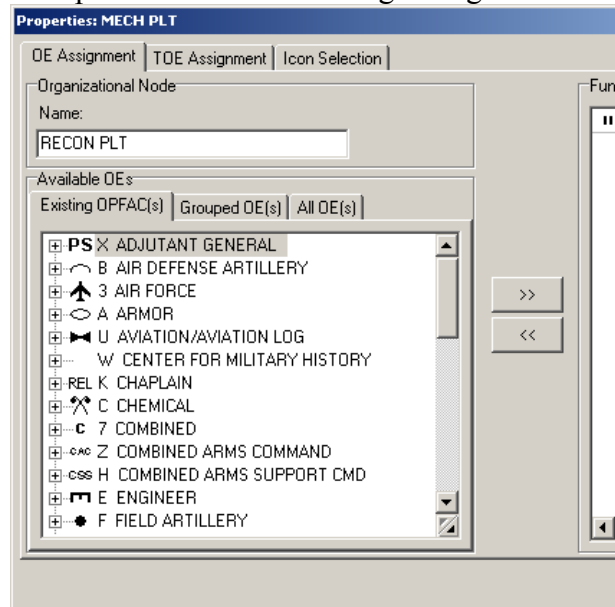 Properties: MECH PLT
OE Assignment TOE Assignment Icon Selection
Organizational Node
Name:
RECON PLT
Available OEs
Existing OPFAC(s) Grouped OE(s) All OE(s)
PS X ADJUTANT GENERAL
B AIR DEFENSE ARTILLERY
3 AIR FORCE
A ARMOR
U AVIATION/AVIATION LOG
W CENTER FOR MILITARY HISTORY
REL K CHAPLAIN
C CHEMICAL
C 7 COMBINED
CAC Z COMBINED ARMS COMMAND
CSS H COMBINED ARMS SUPPORT CMD
E ENGINEER
F FIELD ARTILLERY
>>
<<
Fun